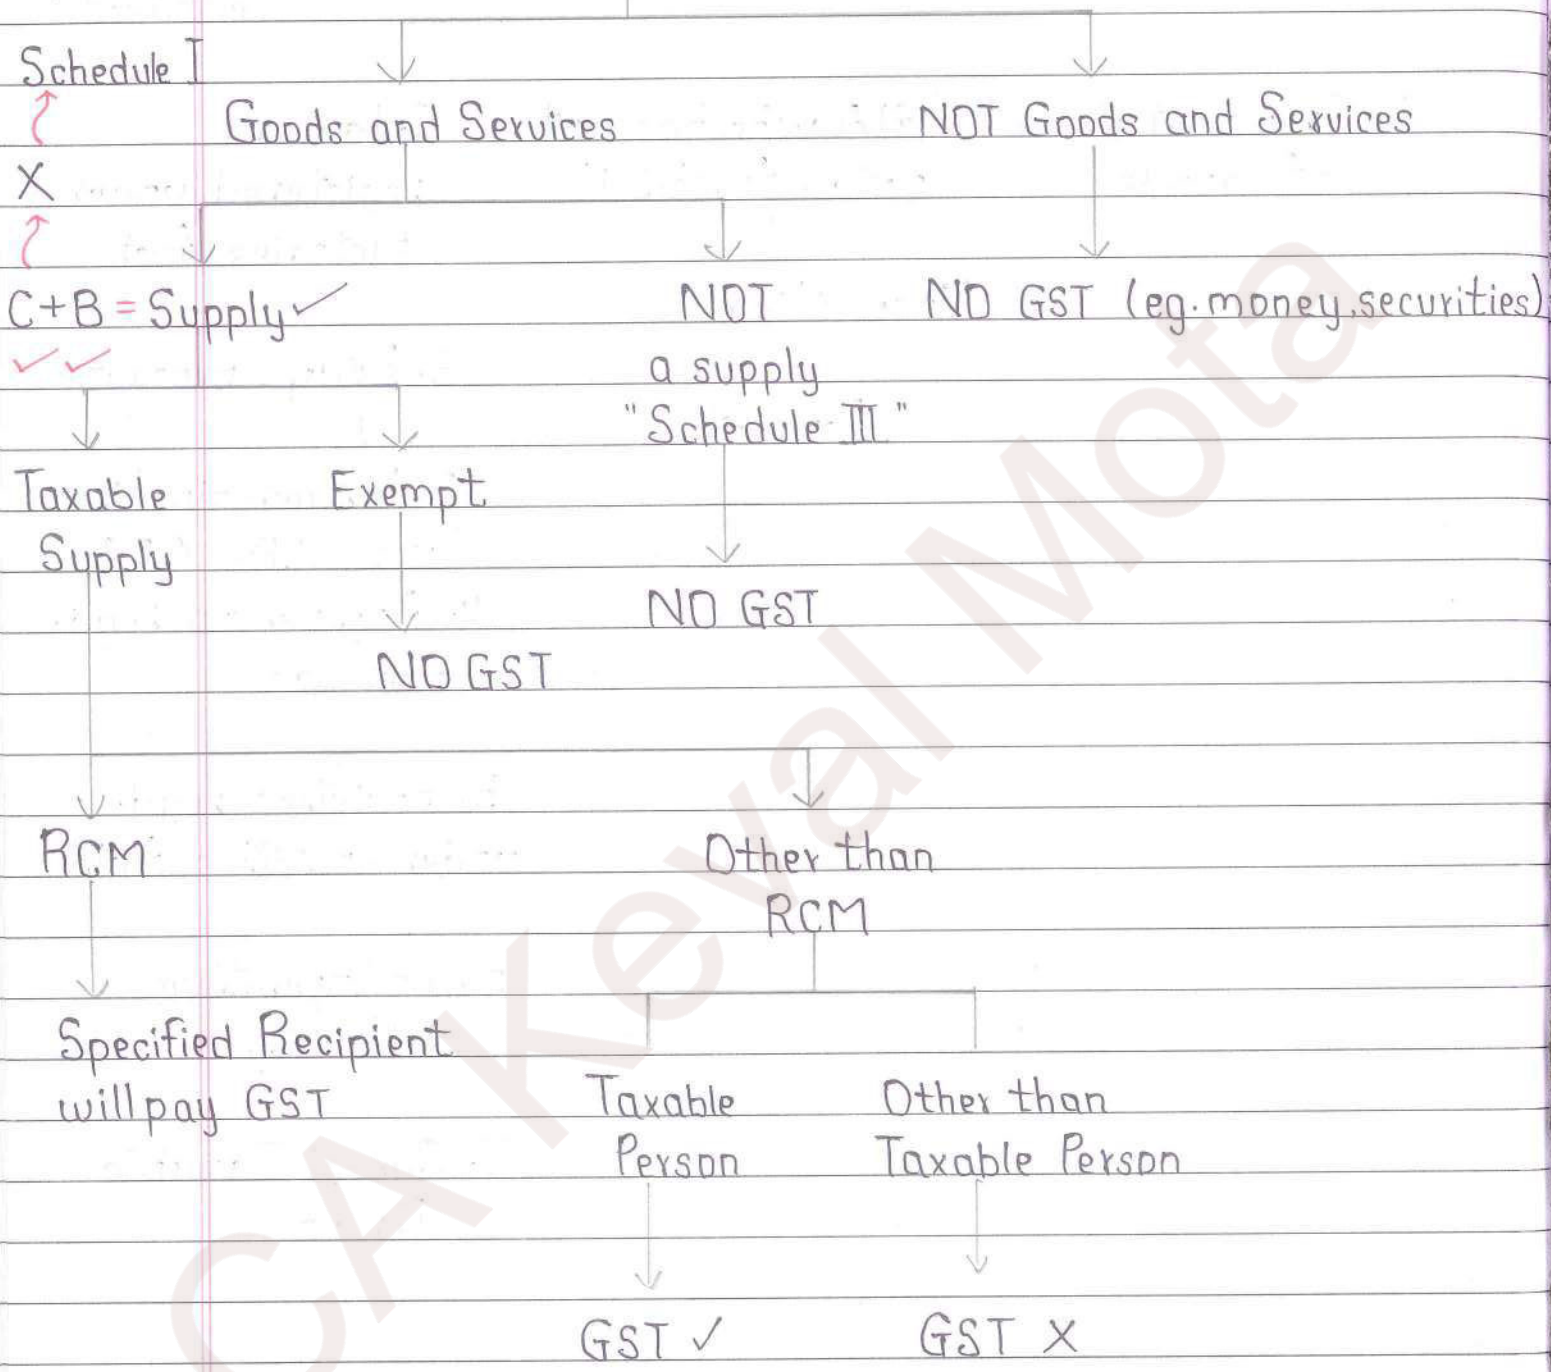 Schedule I
Goods and Services NOT Goods and Services
X
C+B = Supply✓ NOT NO GST (eg. money, securities)
✓ ✓ a supply
"Schedule III"
Taxable Exempt
Supply
NO GST
NO GST
RCM Other than
RCM
Specified Recipient
will pay GST Taxable Other than
Person Taxable Person
GST ✓ GST X
CA Keval Mota